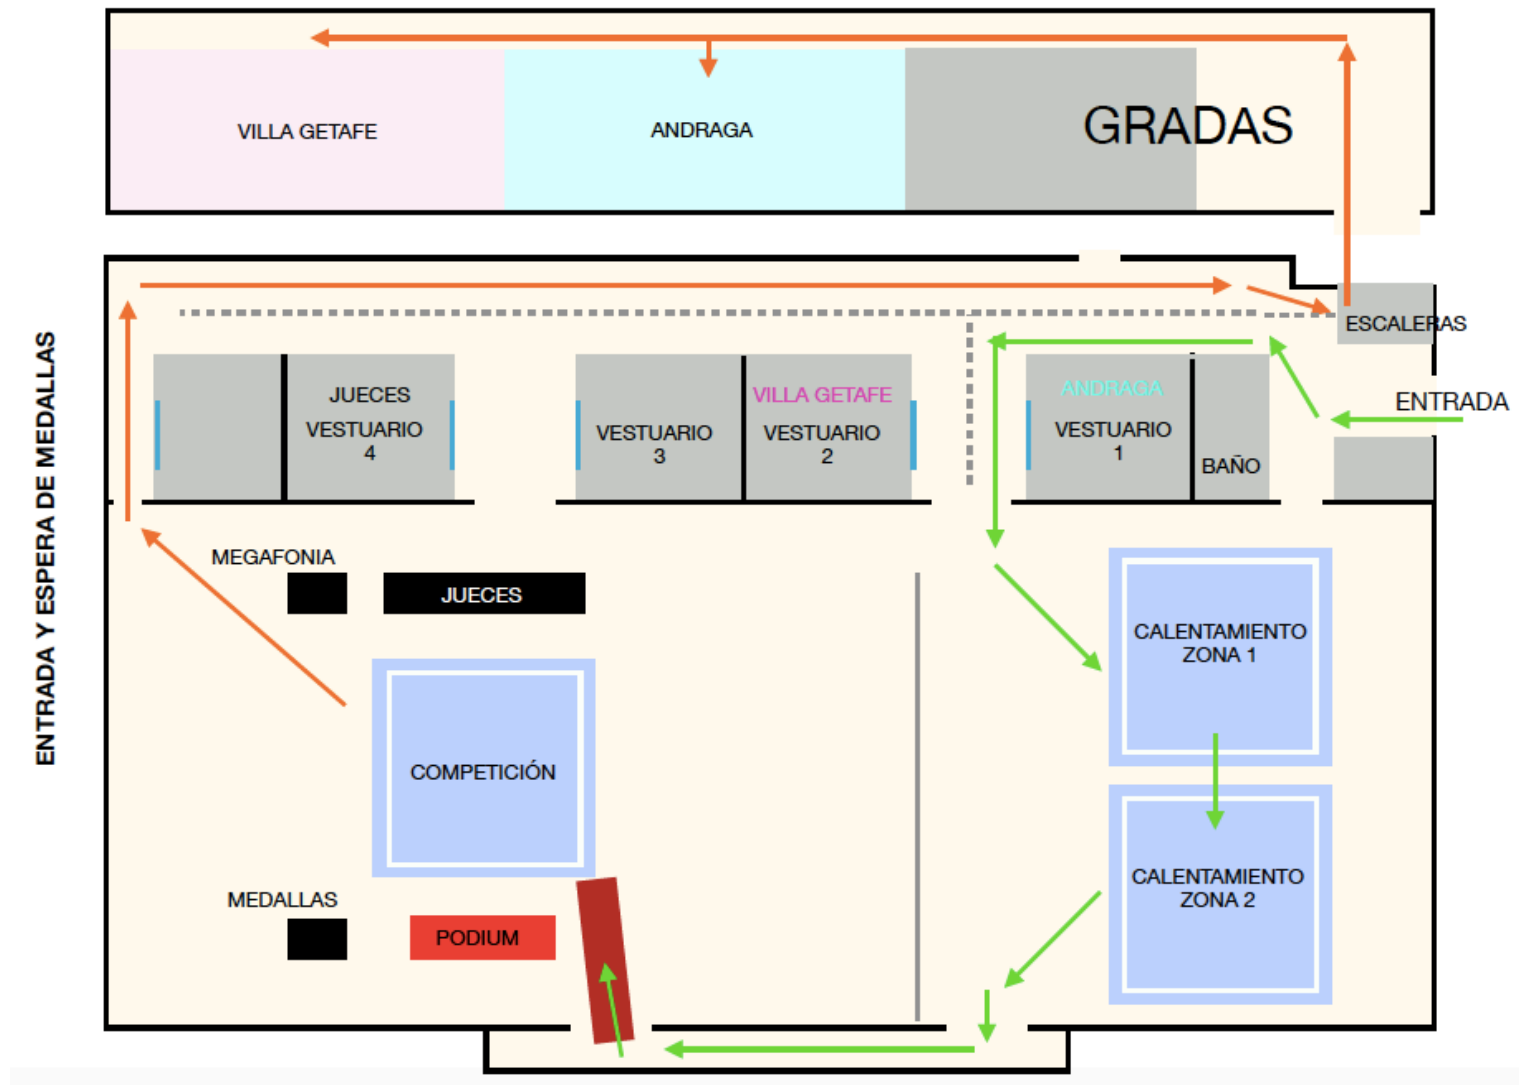 VILLA GETAFE
ANDRAGA
GRADAS
ESCALERAS
ENTRADA
ENTRADA Y ESPERA DE MEDALLAS
JUECES
VESTUARIO
4
VESTUARIO
3
VILLA GETAFE
VESTUARIO
2
ANDRAGA
VESTUARIO
1
BAÑO
MEGAFONIA
JUECES
CALENTAMIENTO
ZONA 1
COMPETICIÓN
CALENTAMIENTO
ZONA 2
MEDALLAS
PODIUM